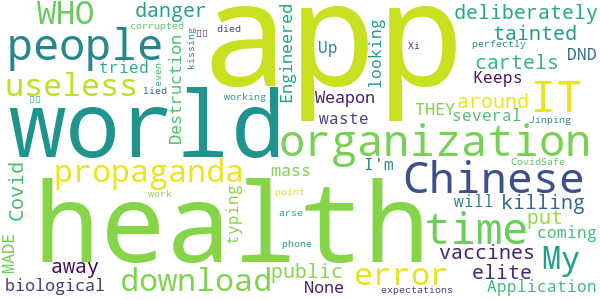 WHO danger app deliberately
corrupted died Engineered Up looking tainted
people tried kissing Xi DND
useless Destruction lied even cartels
world working Weapon Keeps perfectly IT
Covid waste around Jinping
THEY several
organization
propaganda I'm CovidSafe
health mass Chinese
typing work point will killing
MADE arse time put My
away public error vaccines coming
biological download None phone elite Application
expectations